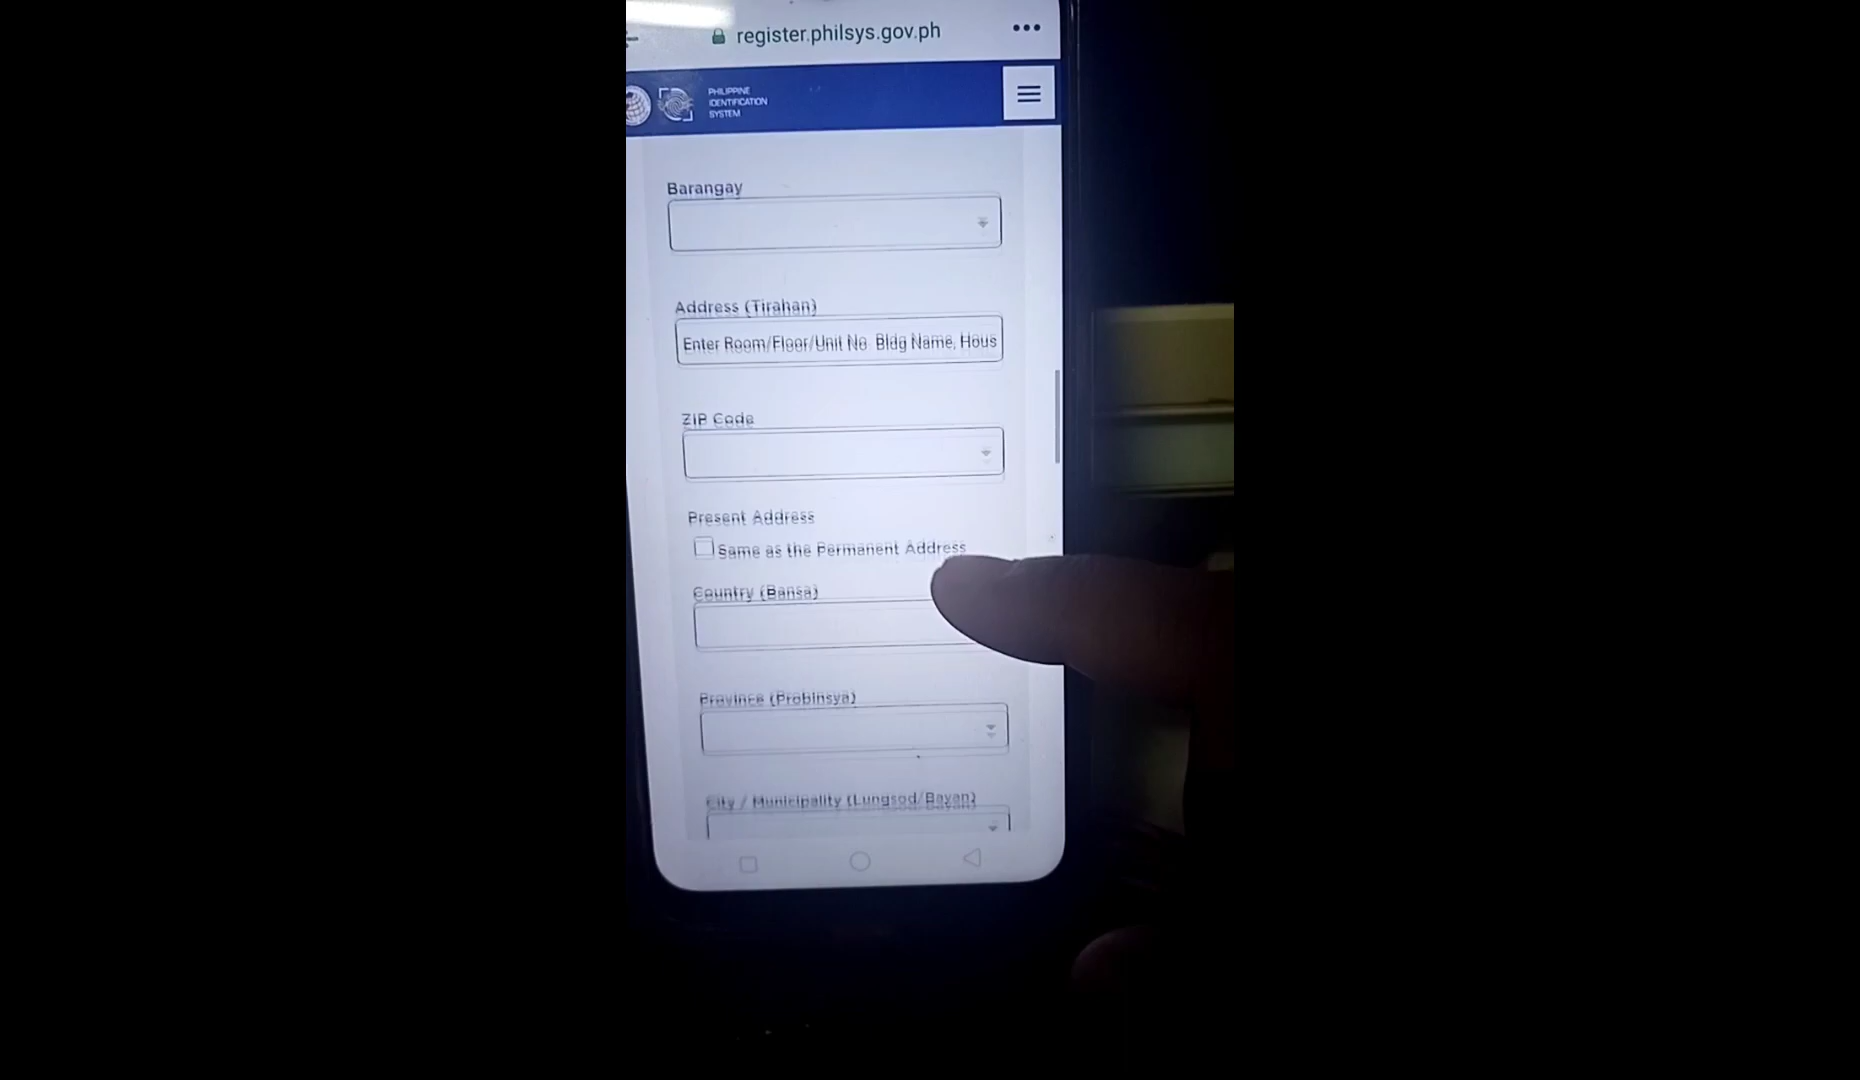 register.philsys.gov.ph
PHILIPPINE
IDENTIFICATION
SYSTEM
Barangay
Address (Tirahan)
Enter Room/Floor/Unit No. Bldg Name, Hous
ZIP Code
Present Address
Same as the Permanent Address
Country (Bansa)
Province (Probinsya)
City / Municipality (Lungsod/Bayan)